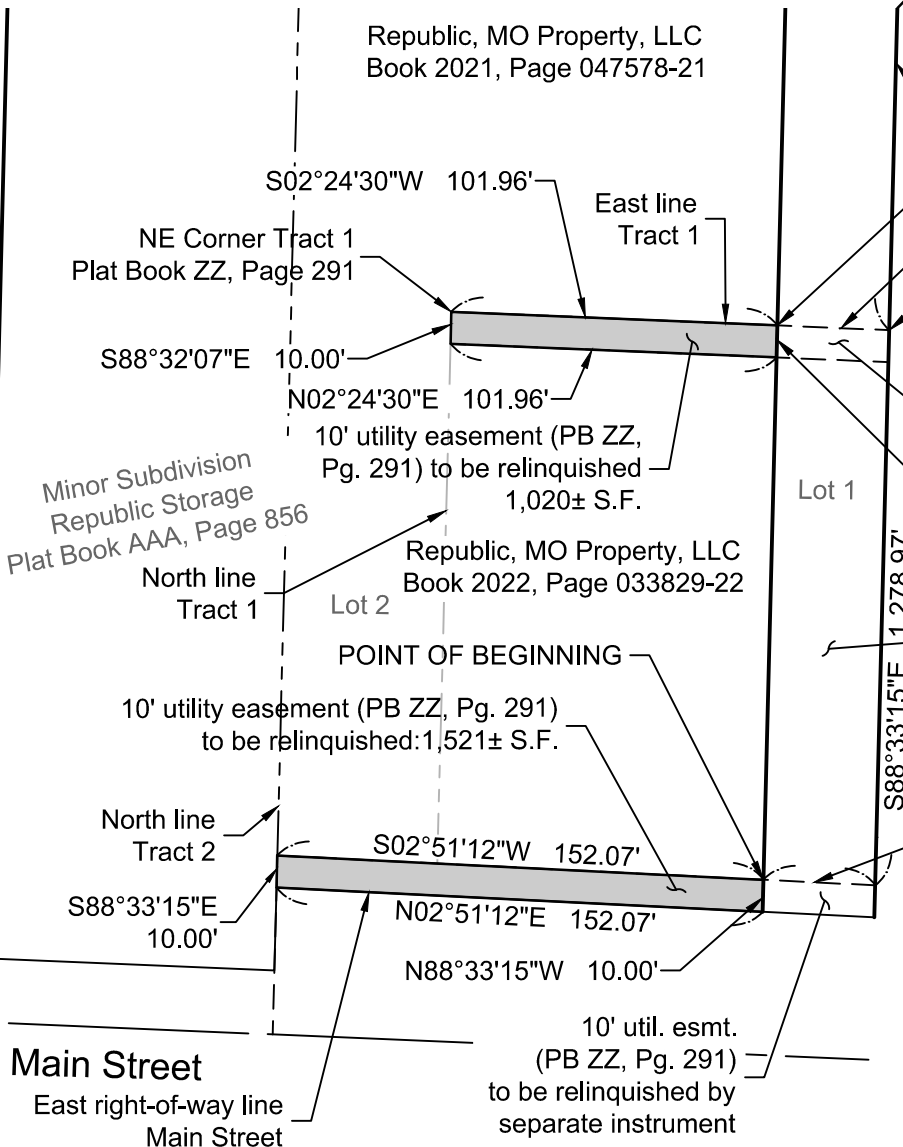 Republic, MO Property, LLC
Book 2021, Page 047578-21
S02°24'30"W 101.96'
East line
Tract 1
NE Corner Tract 1
Plat Book ZZ, Page 291
S88°32'07"E 10.00'
N02°24'30"E 101.96'
10' utility easement (PB ZZ,
Pg. 291) to be relinquished
1,020± S.F.
Minor Subdivision
Republic Storage
Plat Book AAA, Page 856
Lot 1
North line
Tract 1
Republic, MO Property, LLC
Book 2022, Page 033829-22
Lot 2
S88°33'15"E 1,278.97'
POINT OF BEGINNING
10' utility easement (PB ZZ, Pg. 291)
to be relinquished:1,521± S.F.
North line
Tract 2
S02°51'12"W 152.07'
S88°33'15"E
10.00'
N02°51'12"E 152.07'
N88°33'15"W 10.00'
10' util. esmt.
(PB ZZ, Pg. 291)
to be relinquished by
separate instrument
Main Street
East right-of-way line
Main Street